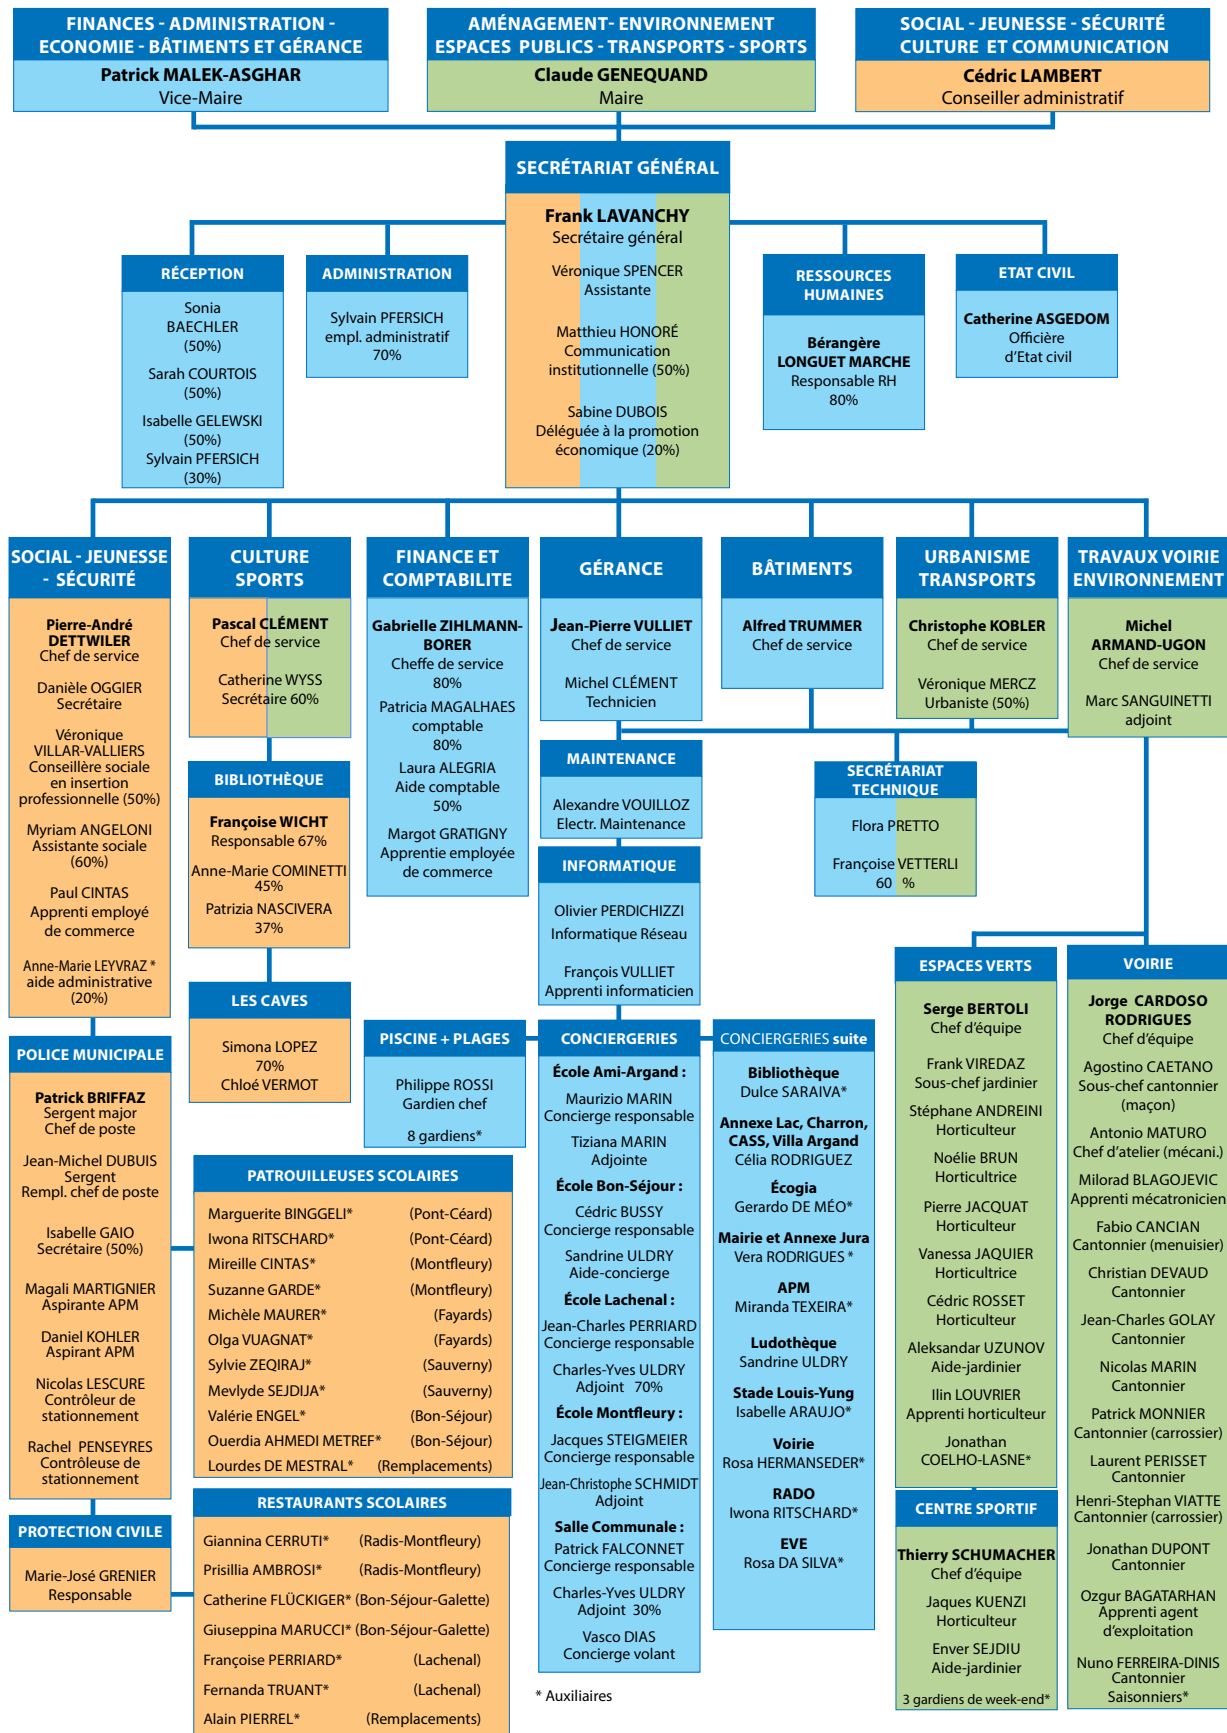 FINANCES - ADMINISTRATION -
ECONOMIE - BÂTIMENTS ET GÉRANCE
Patrick MALEK-ASGHAR
Vice-Maire
AMÉNAGEMENT- ENVIRONNEMENT
ESPACES PUBLICS - TRANSPORTS - SPORTS
Claude GENEQUAND
Maire
SOCIAL - JEUNESSE - SÉCURITÉ
CULTURE ET COMMUNICATION
Cédric LAMBERT
Conseiller administratif
SECRÉTARIAT GÉNÉRAL
Frank LAVANCHY
Secrétaire général
Véronique SPENCER
Assistante
Matthieu HONORÉ
Communication
institutionnelle (50%)
Sabine DUBOIS
Déléguée à la promotion
économique (20%)
RÉCEPTION
Sonia
BAECHLER
(50%)
Sarah COURTOIS
(50%)
Isabelle GELEWSKI
(50%)
Sylvain PFERSICH
(30%)
ADMINISTRATION
Sylvain PFERSICH
empl. administratif
70%
RESSOURCES
HUMAINES
Bérangère
LONGUET MARCHE
Responsable RH
80%
ETAT CIVIL
Catherine ASGEDOM
Officière
d'Etat civil
SOCIAL - JEUNESSE
- SÉCURITÉ
Pierre-André
DETTWILER
Chef de service
Danièle OGGIER
Secrétaire
Véronique
VILLAR-VALLIERS
Conseillère sociale
en insertion
professionnelle (50%)
Myriam ANGELONI
Assistante sociale
(60%)
Paul CINTAS
Apprenti employé
de commerce
Anne-Marie LEYVRAZ *
aide administrative
(20%)
CULTURE
SPORTS
Pascal CLÉMENT
Chef de service
Catherine WYSS
Secrétaire 60%
FINANCE ET
COMPTABILITE
Gabrielle ZIHLMANN-
BORER
Cheffe de service
80%
Patricia MAGALHAES
comptable
80%
Laura ALEGRIA
Aide comptable
50%
Margot GRATIGNY
Apprentie employée
de commerce
GÉRANCE
Jean-Pierre VULLIET
Chef de service
Michel CLÉMENT
Technicien
BÂTIMENTS
Alfred TRUMMER
Chef de service
URBANISME
TRANSPORTS
Christophe KOBLER
Chef de service
Véronique MERCZ
Urbaniste (50%)
TRAVAUX VOIRIE
ENVIRONNEMENT
Michel
ARMAND-UGON
Chef de service
Marc SANGUINETTI
adjoint
BIBLIOTHÈQUE
Françoise WICHT
Responsable 67%
Anne-Marie COMINETTI
45%
Patrizia NASCIVERA
37%
LES CAVES
Simona LOPEZ
70%
Chloé VERMOT
MAINTENANCE
Alexandre VOUILLOZ
Electr. Maintenance
INFORMATIQUE
Olivier PERDICHIZZI
Informatique Réseau
François VULLIET
Apprenti informaticien
SECRÉTARIAT
TECHNIQUE
Flora PRETTO
Françoise VETTERLI
60 %
POLICE MUNICIPALE
Patrick BRIFFAZ
Sergent major
Chef de poste
Jean-Michel DUBUIS
Sergent
Rempl. chef de poste
Isabelle GAIO
Secrétaire (50%)
Magali MARTIGNIER
Aspirante APM
Daniel KOHLER
Aspirant APM
Nicolas LESCURE
Contrôleur de
stationnement
Rachel PENSEYRES
Contrôleuse de
stationnement
PROTECTION CIVILE
Marie-José GRENIER
Responsable
PATROUILLEUSES SCOLAIRES
Marguerite BINGGELI* (Pont-Céard)
Iwona RITSCHARD* (Pont-Céard)
Mireille CINTAS* (Montfleury)
Suzanne GARDE* (Montfleury)
Michèle MAURER* (Fayards)
Olga VUAGNAT* (Fayards)
Sylvie ZEQIRAJ* (Sauverny)
Mevlyde SEJDIJA* (Sauverny)
Valérie ENGEL* (Bon-Séjour)
Ouerdia AHMEDI METREF* (Bon-Séjour)
Lourdes DE MESTRAL* (Remplacements)
RESTAURANTS SCOLAIRES
Giannina CERRUTI* (Radis-Montfleury)
Prisillia AMBROSI* (Radis-Montfleury)
Catherine FLÜCKIGER* (Bon-Séjour-Galette)
Giuseppina MARUCCI* (Bon-Séjour-Galette)
Françoise PERRIARD* (Lachenal)
Fernanda TRUANT* (Lachenal)
Alain PIERREL* (Remplacements)
PISCINE + PLAGES
Philippe ROSSI
Gardien chef
8 gardiens*
CONCIERGERIES
École Ami-Argand :
Maurizio MARIN
Concierge responsable
Tiziana MARIN
Adjointe
École Bon-Séjour :
Cédric BUSSY
Concierge responsable
Sandrine ULDRY
Aide-concierge
École Lachenal :
Jean-Charles PERRIARD
Concierge responsable
Charles-Yves ULDRY
Adjoint 70%
École Montfleury :
Jacques STEIGMEIER
Concierge responsable
Jean-Christophe SCHMIDT
Adjoint
Salle Communale :
Patrick FALCONNET
Concierge responsable
Charles-Yves ULDRY
Adjoint 30%
Vasco DIAS
Concierge volant
CONCIERGERIES suite
Bibliothèque
Dulce SARAIVA*
Annexe Lac, Charron,
CASS, Villa Argand
Célia RODRIGUEZ
Écogia
Gerardo DE MÉO*
Mairie et Annexe Jura
Vera RODRIGUES *
APM
Miranda TEXEIRA*
Ludothèque
Sandrine ULDRY
Stade Louis-Yung
Isabelle ARAUJO*
Voirie
Rosa HERMANSEDER*
RADO
Iwona RITSCHARD*
EVE
Rosa DA SILVA*
ESPACES VERTS
Serge BERTOLI
Chef d'équipe
Frank VIREDAZ
Sous-chef jardinier
Stéphane ANDREINI
Horticulteur
Noélie BRUN
Horticultrice
Pierre JACQUAT
Horticulteur
Vanessa JAQUIER
Horticultrice
Cédric ROSSET
Horticulteur
Aleksandar UZUNOV
Aide-jardinier
Ilin LOUVRIER
Apprenti horticulteur
Jonathan
COELHO-LASNE*
CENTRE SPORTIF
Thierry SCHUMACHER
Chef d'équipe
Jaques KUENZI
Horticulteur
Enver SEJDIU
Aide-jardinier
3 gardiens de week-end*
VOIRIE
Jorge CARDOSO
RODRIGUES
Chef d'équipe
Agostino CAETANO
Sous-chef cantonnier
(maçon)
Antonio MATURO
Chef d'atelier (mécani.)
Milorad BLAGOJEVIC
Apprenti mécatronicien
Fabio CANCIAN
Cantonnier (menuisier)
Christian DEVAUD
Cantonnier
Jean-Charles GOLAY
Cantonnier
Nicolas MARIN
Cantonnier
Patrick MONNIER
Cantonnier (carrossier)
Laurent PERISSET
Cantonnier
Henri-Stephan VIATTE
Cantonnier (carrossier)
Jonathan DUPONT
Cantonnier
Ozgur BAGATARHAN
Apprenti agent
d'exploitation
Nuno FERREIRA-DINIS
Cantonnier
Saisonniers*
* Auxiliaires